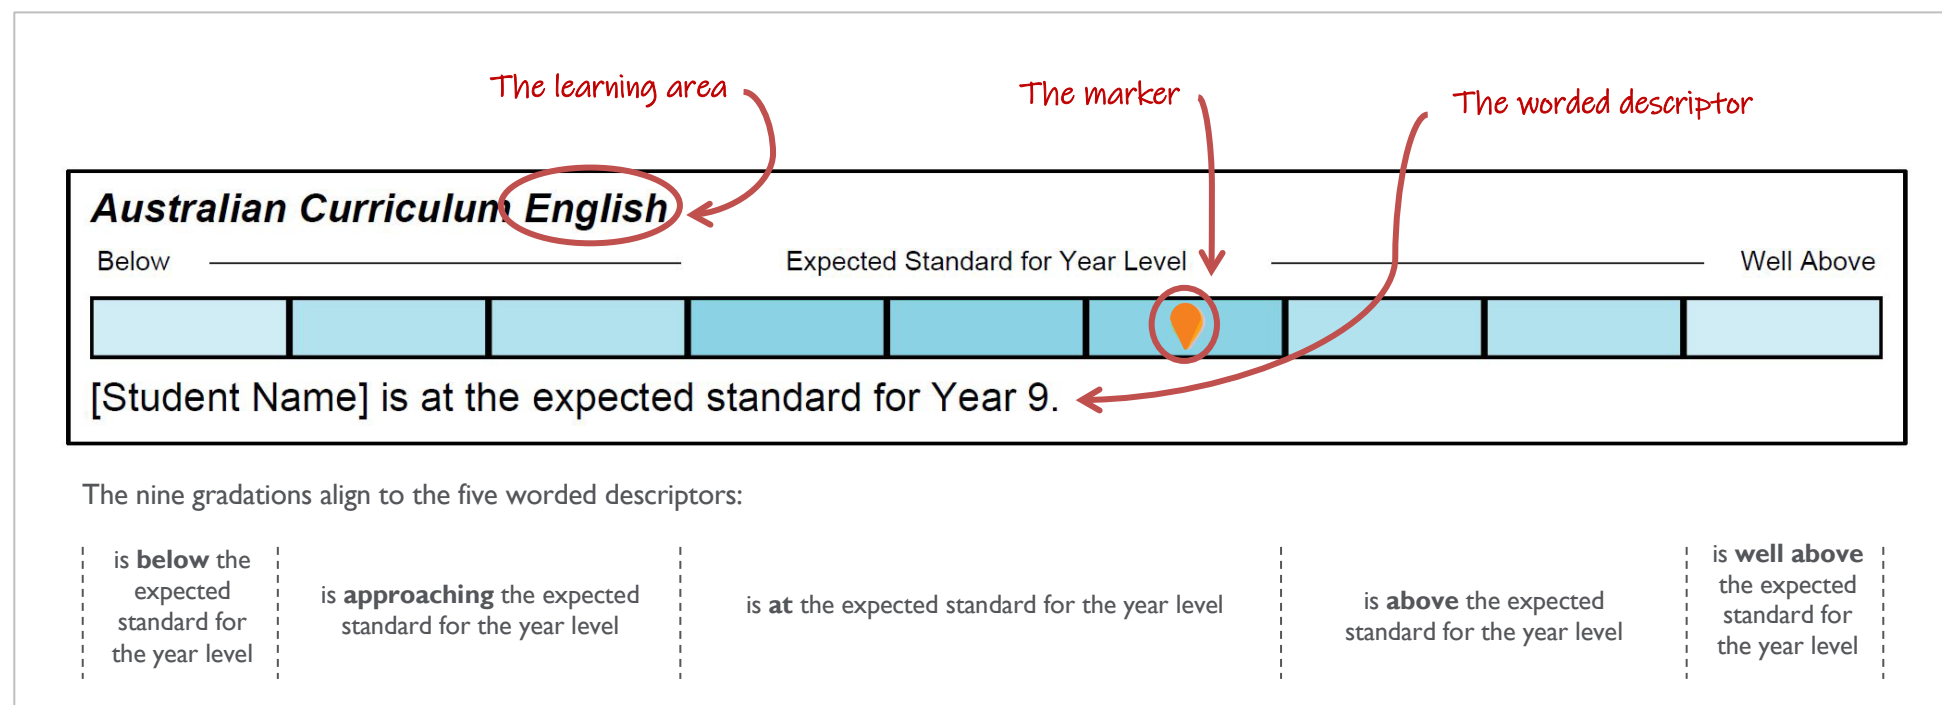 The learning area
The marker
The worded descriptor
Australian Curriculum English
Below
Expected Standard for Year Level
Well Above
[Student Name] is at the expected standard for Year 9.
The nine gradations align to the five worded descriptors:
is below the
expected
standard for
the year level
is approaching the expected
standard for the year level
is at the expected standard for the year level
is above the expected
standard for the year level
is well above
the expected
standard for
the year level